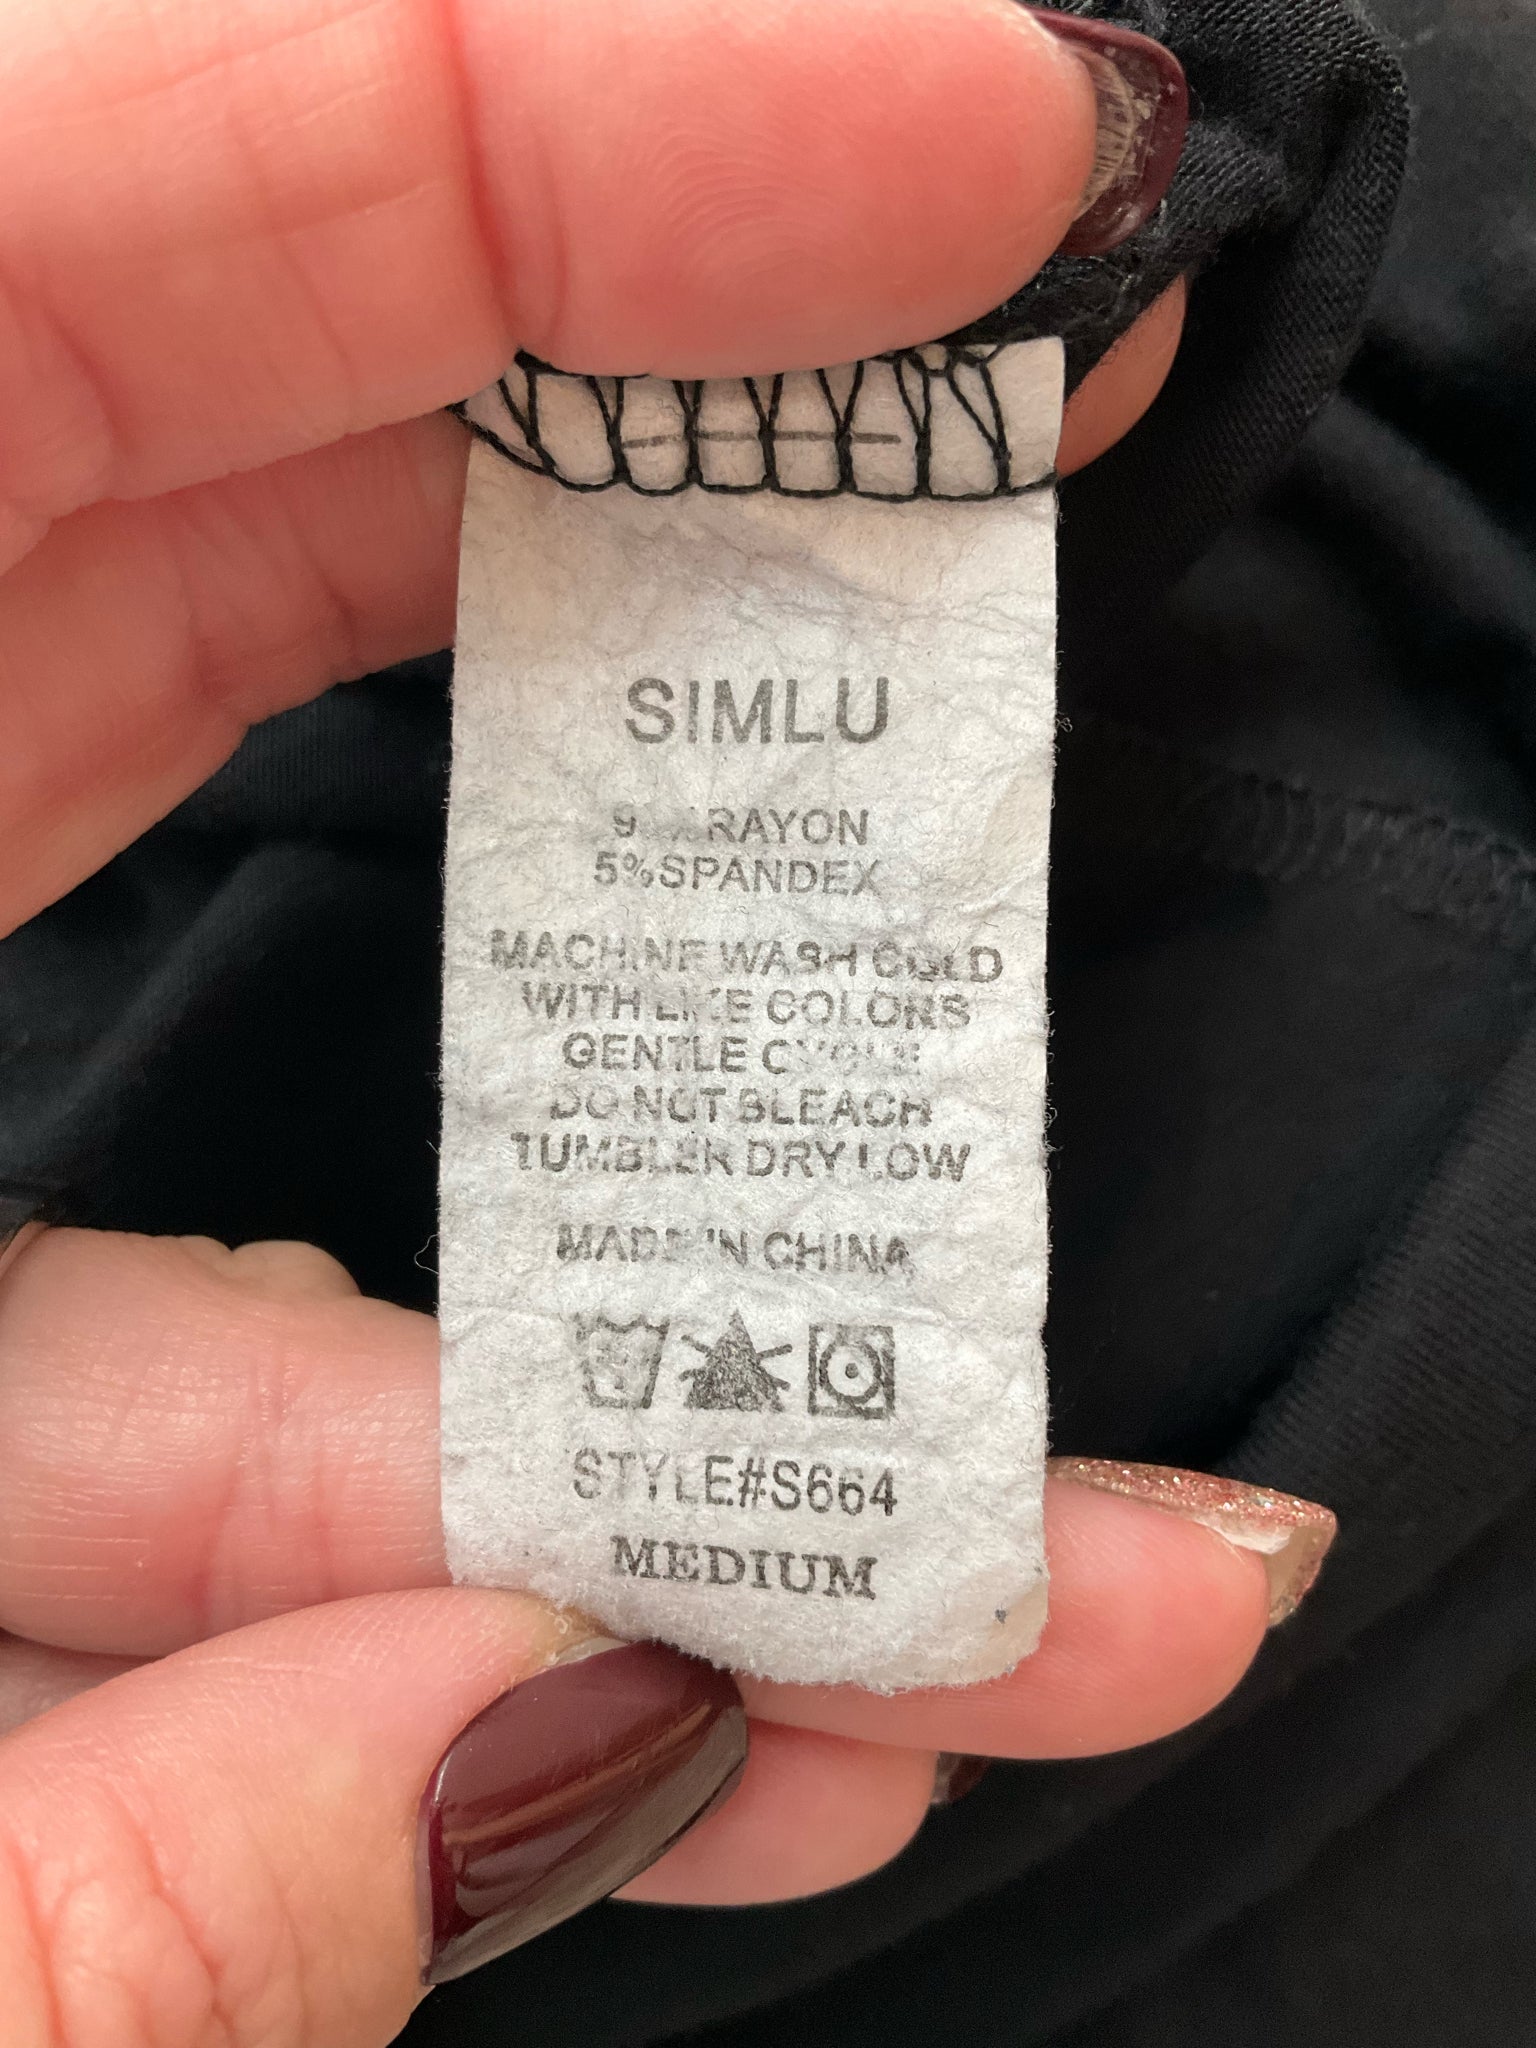 SIMLU
RAYON
5%SPANDEX
MACHINE WASH COLD
WITH LIKE COLORS
GENTLE CYCLE
DO NOT BLEACH
TUMBLER DRY LOW
MADE IN CHINA
STYLE#S664
MEDIUM